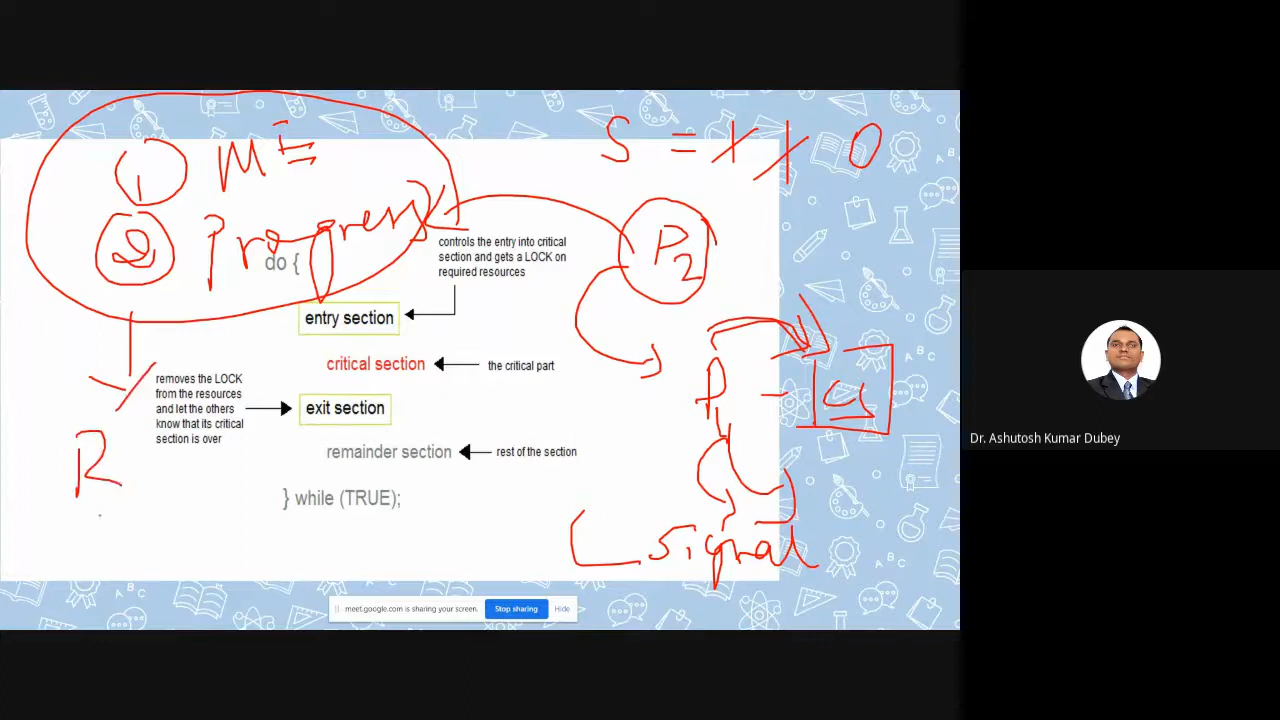 ① ME
② Progress
S = 1 1 0
P2
do {
controls the entry into critical
section and gets a LOCK on
required resources
entry section
critical section
the critical part
P1 - CS
removes the LOCK
from the resources
and let the others
know that its critical
section is over
exit section
remainder section
rest of the section
R
} while (TRUE);
Signal
meet.google.com is sharing your screen.
Stop sharing
Hide
Dr. Ashutosh Kumar Dubey